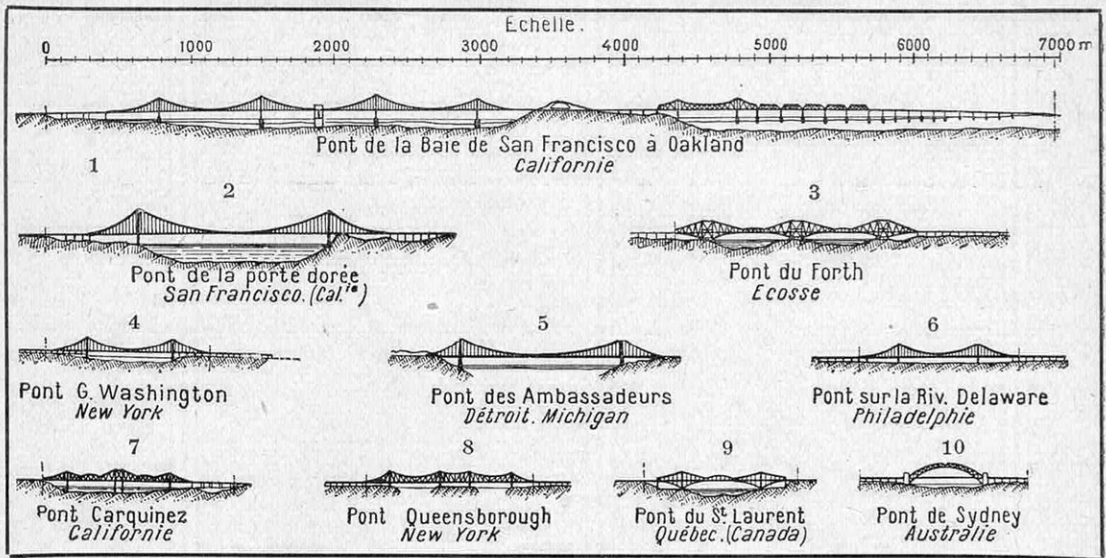 Echelle.
0 1000 2000 3000 4000 5000 6000 7000 m
Pont de la Baie de San Francisco à Oakland
Californie
1
2
3
Pont de la porte dorée
San Francisco. (Cal.ie)
Pont du Forth
Ecosse
4
5
6
Pont G. Washington
New York
Pont des Ambassadeurs
Détroit. Michigan
Pont sur la Riv. Delaware
Philadelphie
7
8
9
10
Pont Carquinez
Californie
Pont Queensborough
New York
Pont du St. Laurent
Québec. (Canada)
Pont de Sydney
Australie